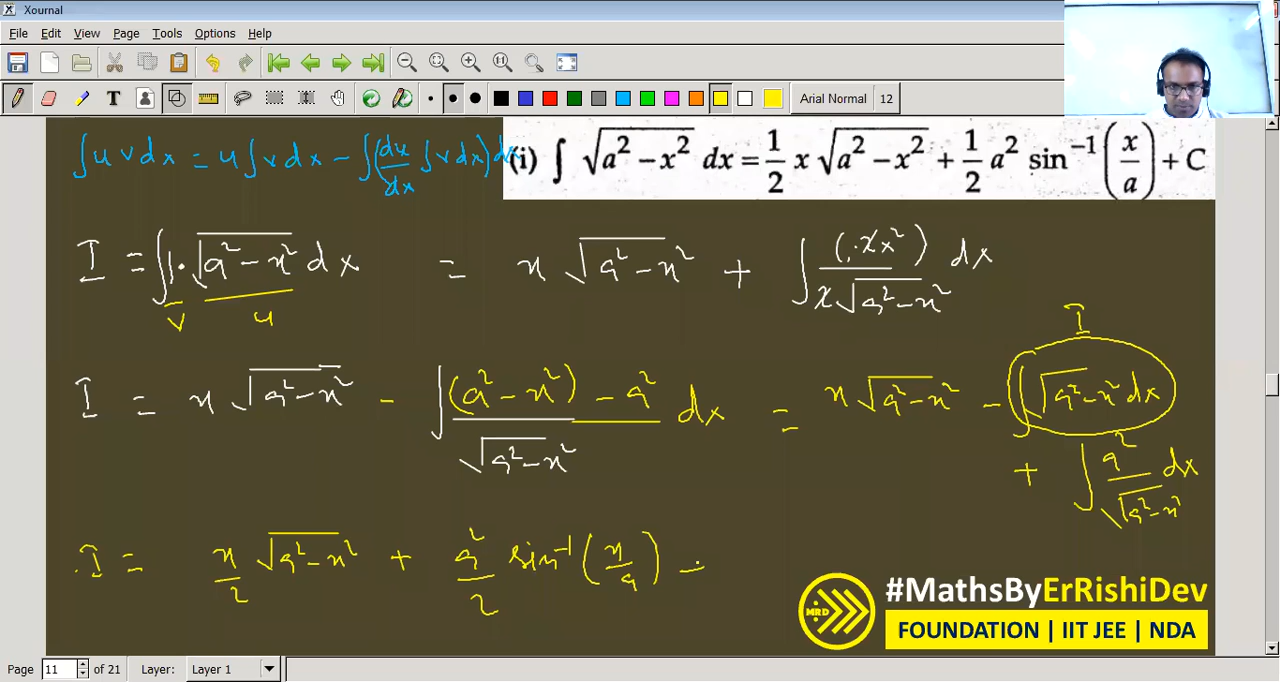 Xournal
File Edit View Page Tools Options Help
Arial Normal 12
∫ u v dx = u ∫ v dx − ∫ (du/dx ∫ v dx) dx
(i) ∫ √(a² − x²) dx = 1/2 x √(a² − x²) + 1/2 a² sin⁻¹ (x/a) + C
I = ∫ 1· √(a² − x²) dx = x √(a² − x²) + ∫ (·2x²) / 2√(a² − x²) dx
v u
I
I = x √(a² − x²) − ∫ ((a² − x²) − a²) / √(a² − x²) dx = x √(a² − x²) − ∫ √(a² − x²) dx
+ ∫ a² / √(a² − x²) dx
I = x/2 √(a² − x²) + a²/2 sin⁻¹ (x/a) −
MRD
#MathsByErRishiDev
FOUNDATION | IIT JEE | NDA
Page 11 of 21 Layer: Layer 1